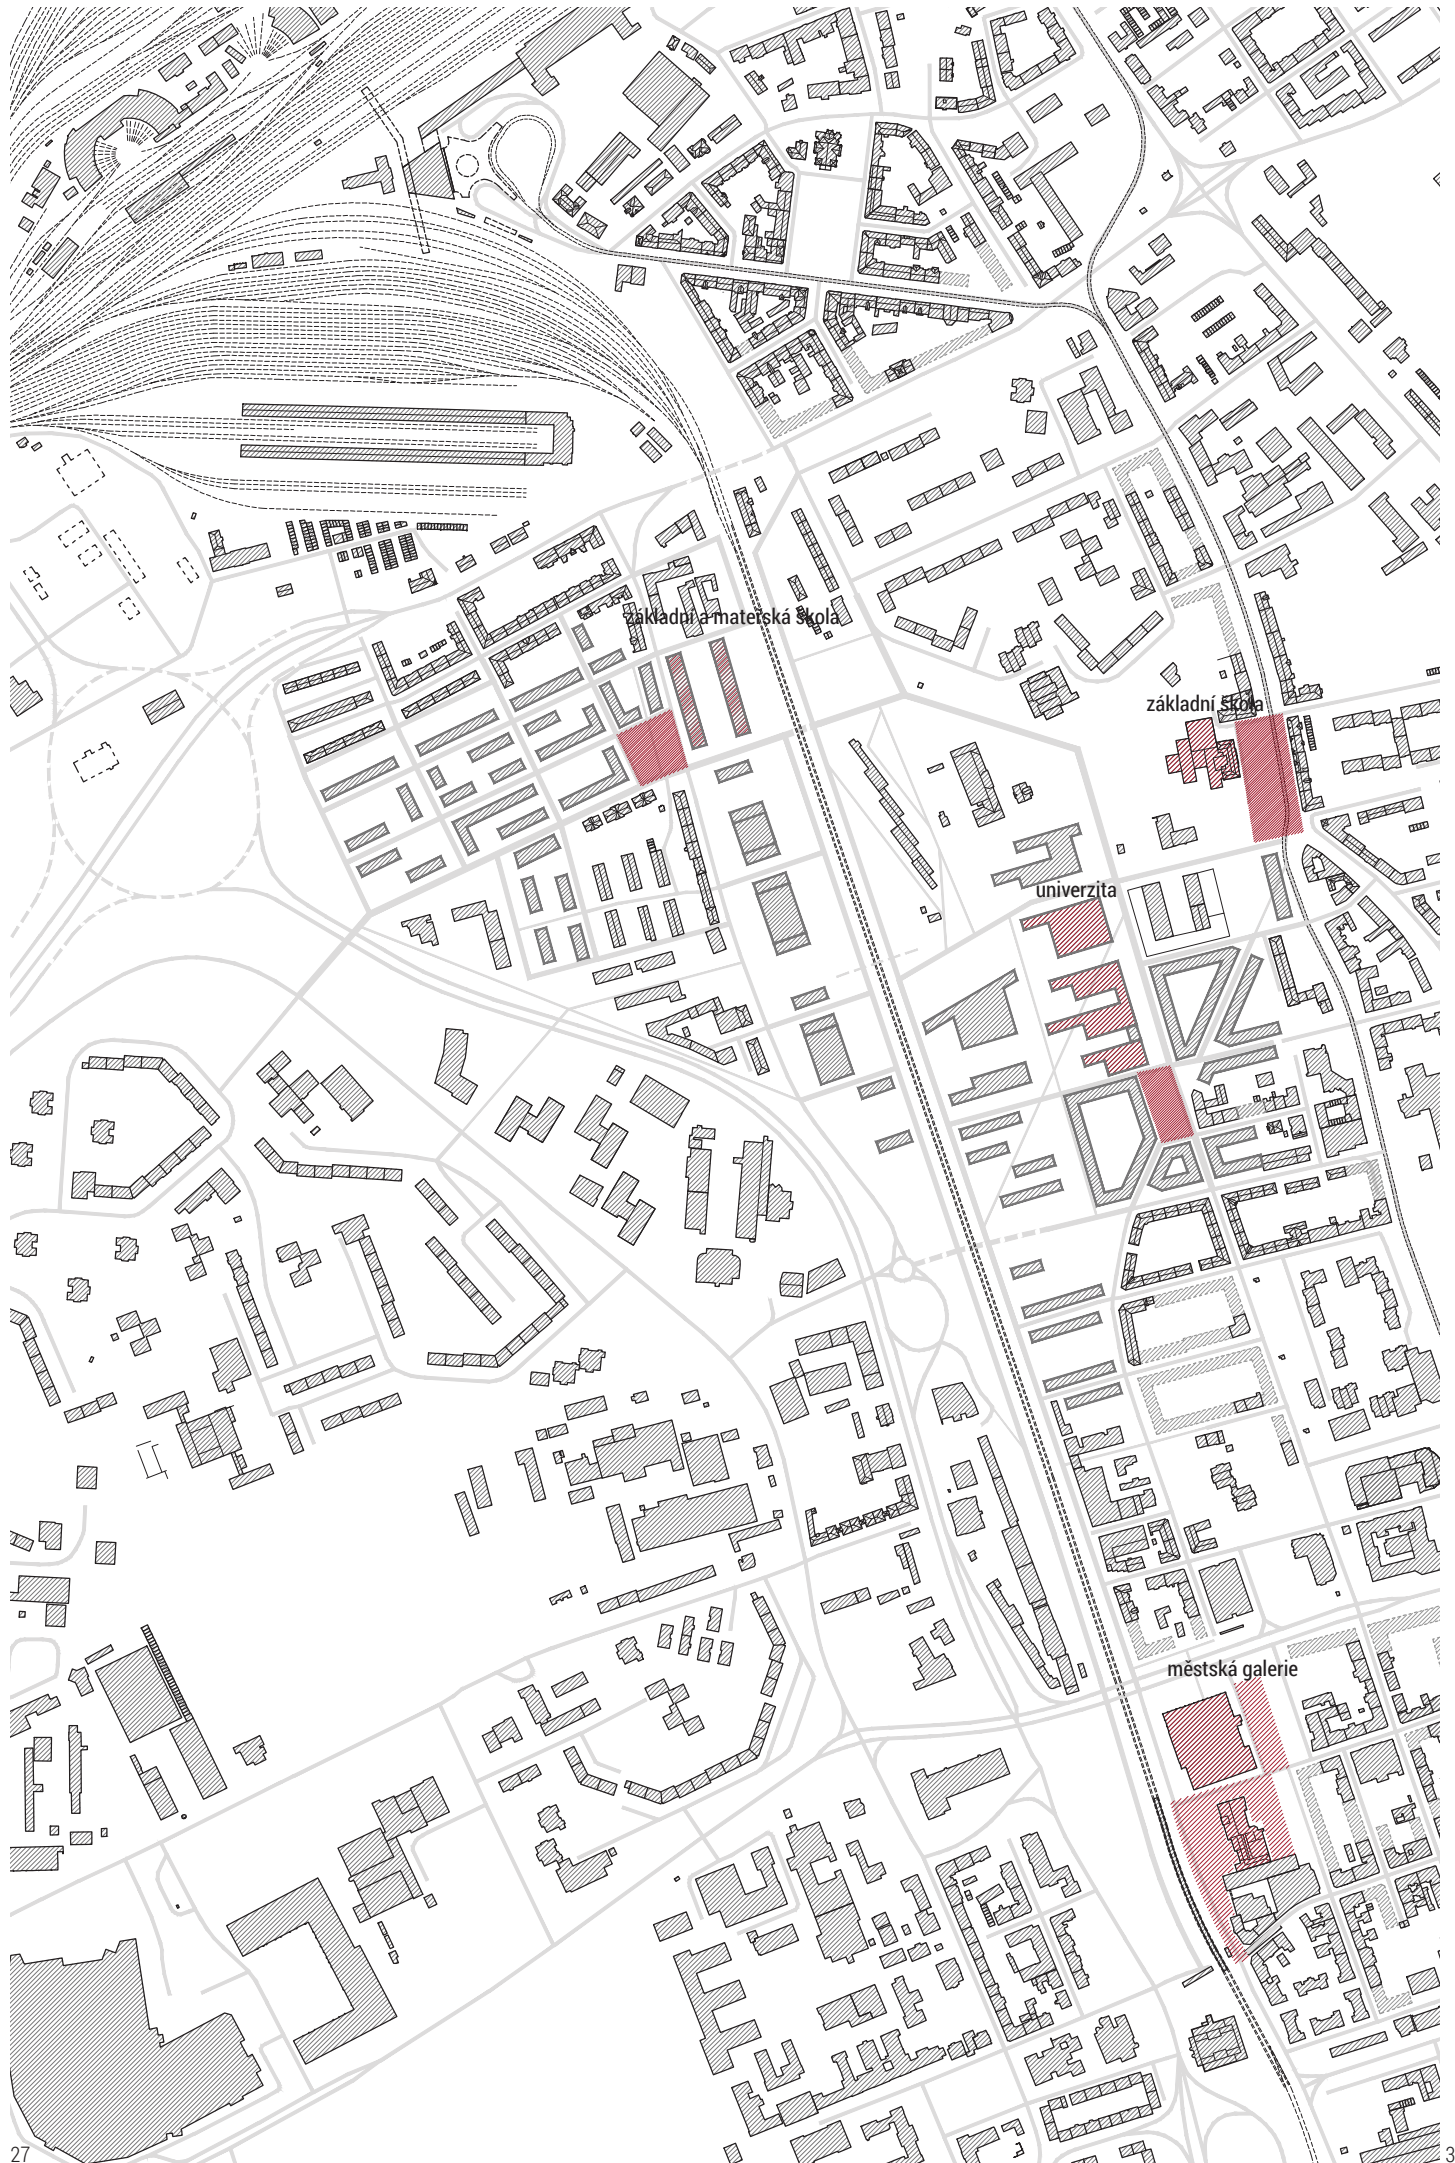 základní a mateřská škola
základní škola
univerzita
městská galerie
27
3